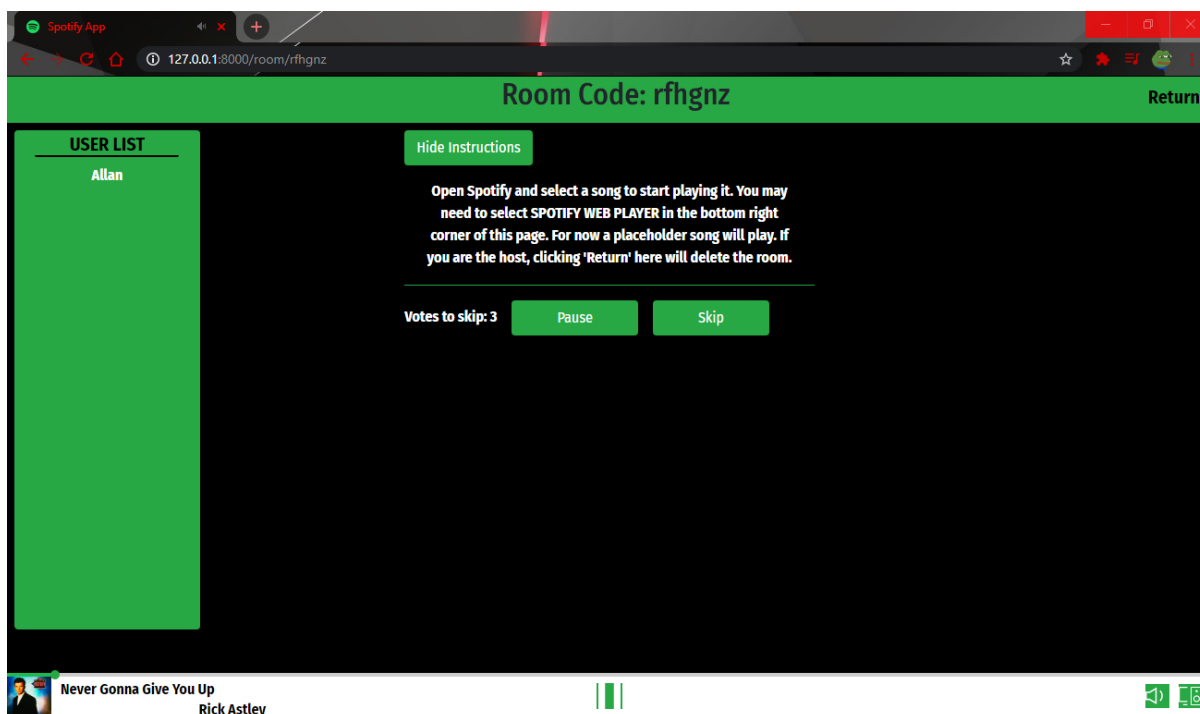 Spotify App
127.0.0.1:8000/room/rfhgnz
Room Code: rfhgnz
Return
USER LIST
Allan
Hide Instructions
Open Spotify and select a song to start playing it. You may
need to select SPOTIFY WEB PLAYER in the bottom right
corner of this page. For now a placeholder song will play. If
you are the host, clicking 'Return' here will delete the room.
Votes to skip: 3
Pause
Skip
Never Gonna Give You Up
Rick Astley